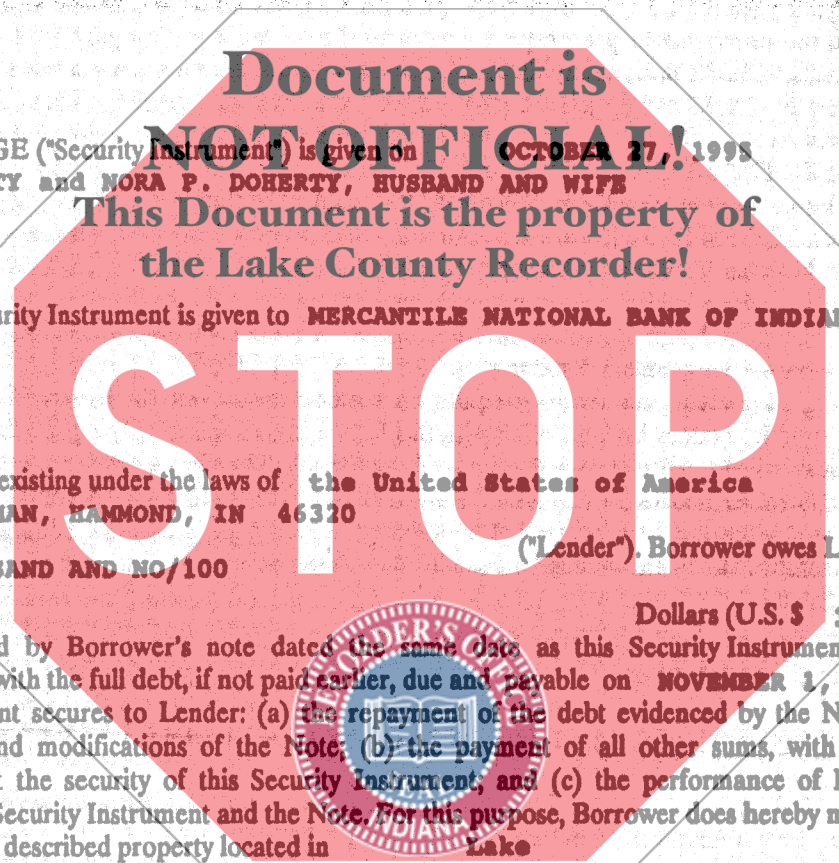 Document is
NOT OFFICIAL!
GE ("Security Instrument") is given on OCTOBER 27, 1998
TY and NORA P. DOHERTY, HUSBAND AND WIFE
This Document is the property of
the Lake County Recorder!
urity Instrument is given to MERCANTILE NATIONAL BANK OF INDIAN
STOP
existing under the laws of the United States of America
MAN, HAMMOND, IN 46320
("Lender"). Borrower owes L
SAND AND NO/100
Dollars (U.S. $
d by Borrower's note dated the same date as this Security Instrumen
with the full debt, if not paid earlier, due and payable on NOVEMBER 1,
nt secures to Lender: (a) the repayment of the debt evidenced by the N
nd modifications of the Note; (b) the payment of all other sums, with
t the security of this Security Instrument; and (c) the performance of
Security Instrument and the Note. For this purpose, Borrower does hereby m
described property located in Lake
RECORDER'S OFFICE
INDIANA